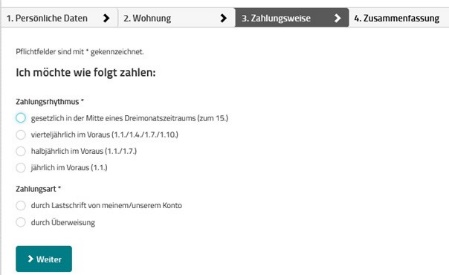 1. Persönliche Daten
2. Wohnung
3. Zahlungsweise
4. Zusammenfassung
Pflichtfelder sind mit * gekennzeichnet.
Ich möchte wie folgt zahlen:
Zahlungsrhythmus *
gesetzlich in der Mitte eines Dreimonatszeitraums (zum 15.)
vierteljährlich im Voraus (1.1./1.4./1.7./1.10.)
halbjährlich im Voraus (1.1./1.7.)
jährlich im Voraus (1.1.)
Zahlungsart *
durch Lastschrift von meinem/unserem Konto
durch Überweisung
Weiter